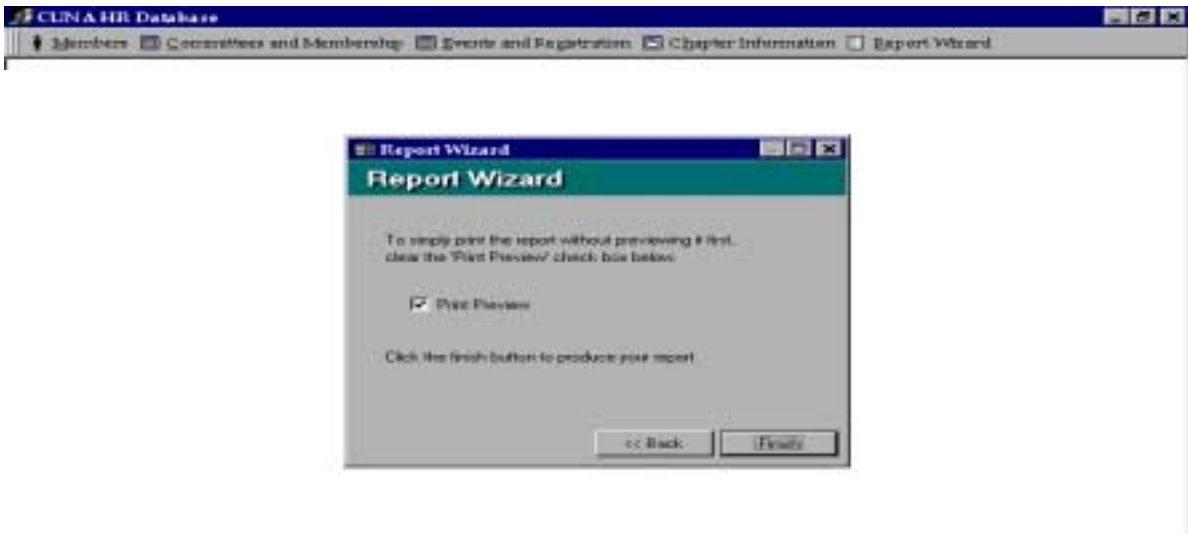 CUNA HR Database
Members Committees and Membership Events and Registration Chapter Information Report Wizard
Report Wizard
Report Wizard
To simply print the report without previewing it first,
clear the 'Print Preview' check box below.
Print Preview
Click the finish button to produce your report
<< Back Finish